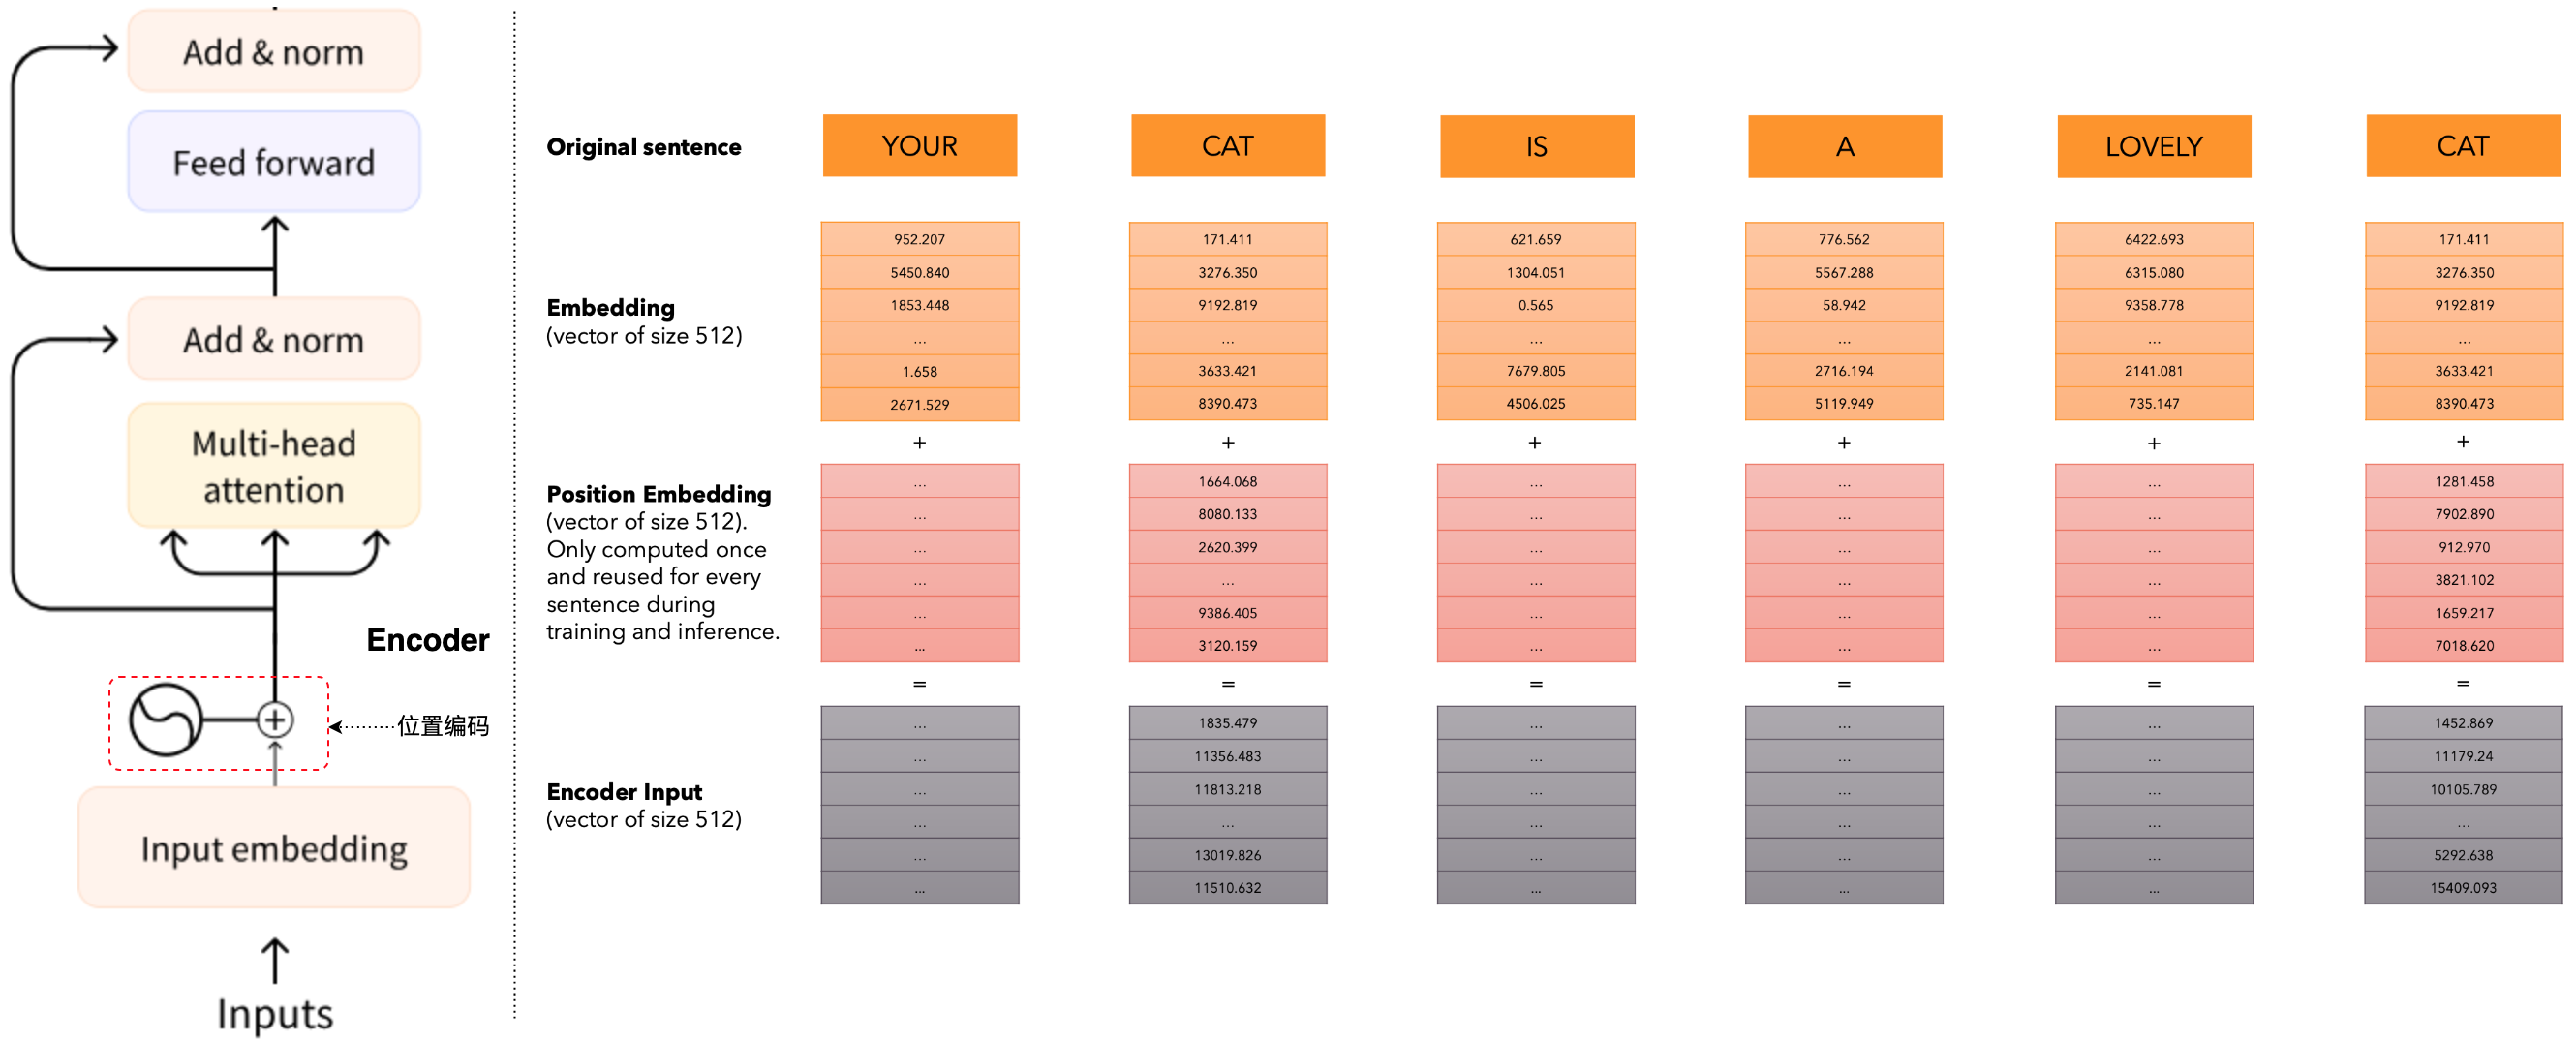 Add & norm
Feed forward
Add & norm
Multi-head
attention
Encoder
位置编码
Input embedding
Inputs
Original sentence
YOUR CAT IS A LOVELY CAT
Embedding
(vector of size 512)
952.207 171.411 621.659 776.562 6422.693 171.411
5450.840 3276.350 1304.051 5567.288 6315.080 3276.350
1853.448 9192.819 0.565 58.942 9358.778 9192.819
... ... ... ... ... ...
1.658 3633.421 7679.805 2716.194 2141.081 3633.421
2671.529 8390.473 4506.025 5119.949 735.147 8390.473
+ + + + + +
Position Embedding
(vector of size 512).
Only computed once
and reused for every
sentence during
training and inference.
... 1664.068 ... ... ... 1281.458
... 8080.133 ... ... ... 7902.890
... 2620.399 ... ... ... 912.970
... ... ... ... ... 3821.102
... 9386.405 ... ... ... 1659.217
... 3120.159 ... ... ... 7018.620
= = = = = =
Encoder Input
(vector of size 512)
... 1835.479 ... ... ... 1452.869
... 11356.483 ... ... ... 11179.24
... 11813.218 ... ... ... 10105.789
... ... ... ... ... ...
... 13019.826 ... ... ... 5292.638
... 11510.632 ... ... ... 15409.093